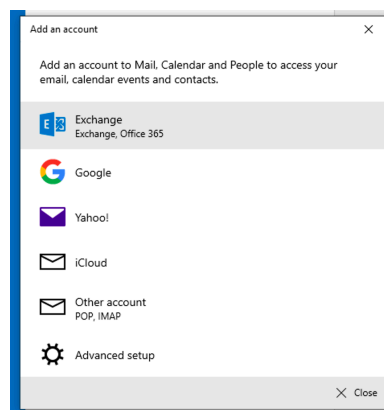 Add an account
Add an account to Mail, Calendar and People to access your
email, calendar events and contacts.
E
Exchange
Exchange, Office 365
Google
Yahoo!
iCloud
Other account
POP, IMAP
Advanced setup
Close